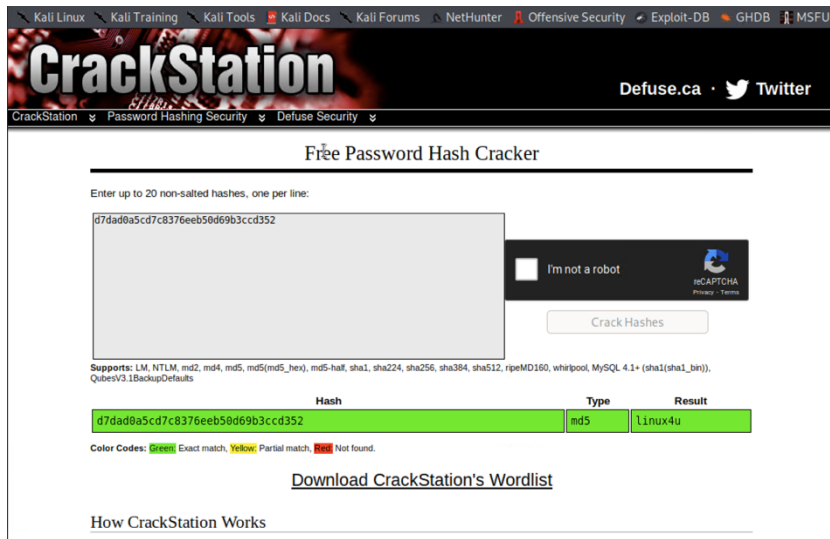 Kali Linux Kali Training Kali Tools Kali Docs Kali Forums NetHunter Offensive Security Exploit-DB GHDB MSFU
CrackStation
Defuse.ca · Twitter
CrackStation Password Hashing Security Defuse Security
Free Password Hash Cracker
Enter up to 20 non-salted hashes, one per line:
d7dad0a5cd7c8376eeb50d69b3ccd352
I'm not a robot
reCAPTCHA
Privacy - Terms
Crack Hashes
Supports: LM, NTLM, md2, md4, md5, md5(md5_hex), md5-half, sha1, sha224, sha256, sha384, sha512, ripeMD160, whirlpool, MySQL 4.1+ (sha1(sha1_bin)),
QubesV3.1BackupDefaults
Hash Type Result
d7dad0a5cd7c8376eeb50d69b3ccd352 md5 linux4u
Color Codes: Green: Exact match, Yellow: Partial match, Red: Not found.
Download CrackStation's Wordlist
How CrackStation Works